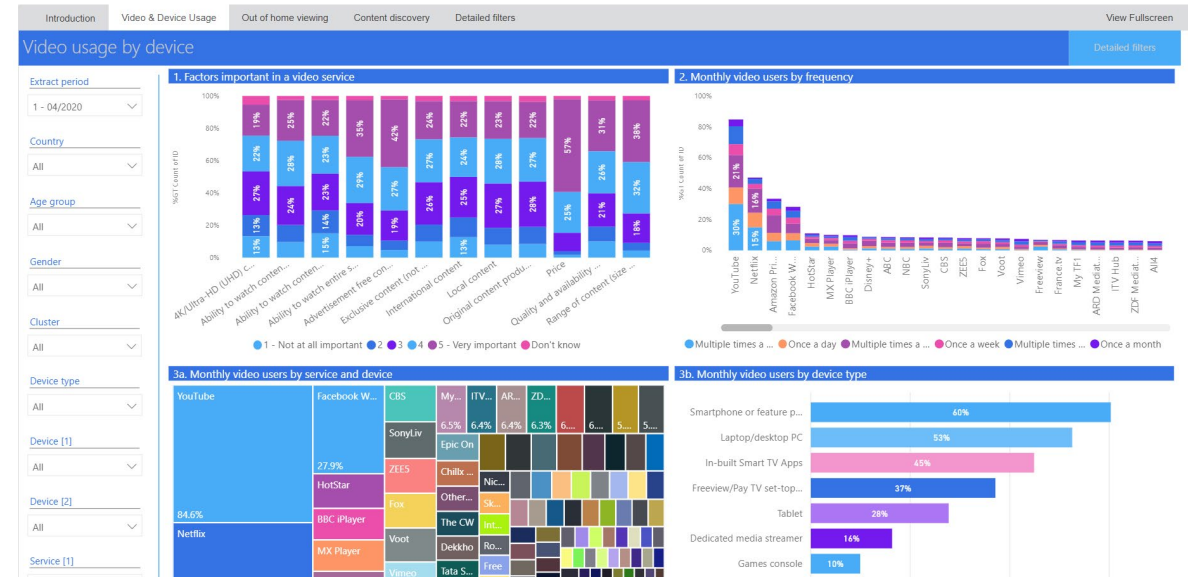 Introduction
Video & Device Usage
Out of home viewing
Content discovery
Detailed filters
View Fullscreen
Video usage by device
Detailed filters
Extract period
1 - 04/2020
Country
All
Age group
All
Gender
All
Cluster
All
Device type
All
Device [1]
All
Device [2]
All
Service [1]
1. Factors important in a video service
%GT Count of ID
100%
80%
60%
40%
20%
0%
19% 25% 22% 35% 42% 24% 22% 23% 22% 57% 31% 38%
22% 28% 23% 29% 27% 27% 24% 28% 27% 25% 26% 32%
27% 24% 23% 20% 19% 26% 25% 27% 28% 21% 18%
13% 14%
13% 15% 13%
4K/Ultra-HD (UHD) c...
Ability to watch conten...
Ability to watch conten...
Ability to watch entire s...
Advertisement free con...
Exclusive content (not ...
International content
Local content
Original content produ...
Price
Quality and availability ...
Range of content (size ...
1 - Not at all important 2 3 4 5 - Very important Don't know
2. Monthly video users by frequency
%GT Count of ID
100%
80%
60%
40%
20%
0%
21% 16%
30% 15%
YouTube
Netflix
Amazon Pri...
Facebook W...
HotStar
MX Player
BBC iPlayer
Disney+
ABC
NBC
SonyLiv
CBS
ZEE5
Fox
Voot
Vimeo
Freeview
France.tv
My TF1
ARD Mediat...
ITV Hub
ZDF Mediat...
All4
Multiple times a ... Once a day Multiple times a ... Once a week Multiple times ... Once a month
3a. Monthly video users by service and device
YouTube
84.6%
Netflix
Facebook W...
27.9%
HotStar
BBC iPlayer
MX Player
CBS
SonyLiv
ZEE5
Fox
Voot
Vimeo
My... ITV... AR... ZD...
6.5% 6.4% 6.4% 6.3% 6.... 6.... 5.... 5....
Epic On
Chillx ...
Other...
The CW
Dekkho
Tata S...
Nic...
Sk...
Int...
Ro...
Free
3b. Monthly video users by device type
Smartphone or feature p... 60%
Laptop/desktop PC 53%
In-built Smart TV Apps 45%
Freeview/Pay TV set-top... 37%
Tablet 28%
Dedicated media streamer 16%
Games console 10%